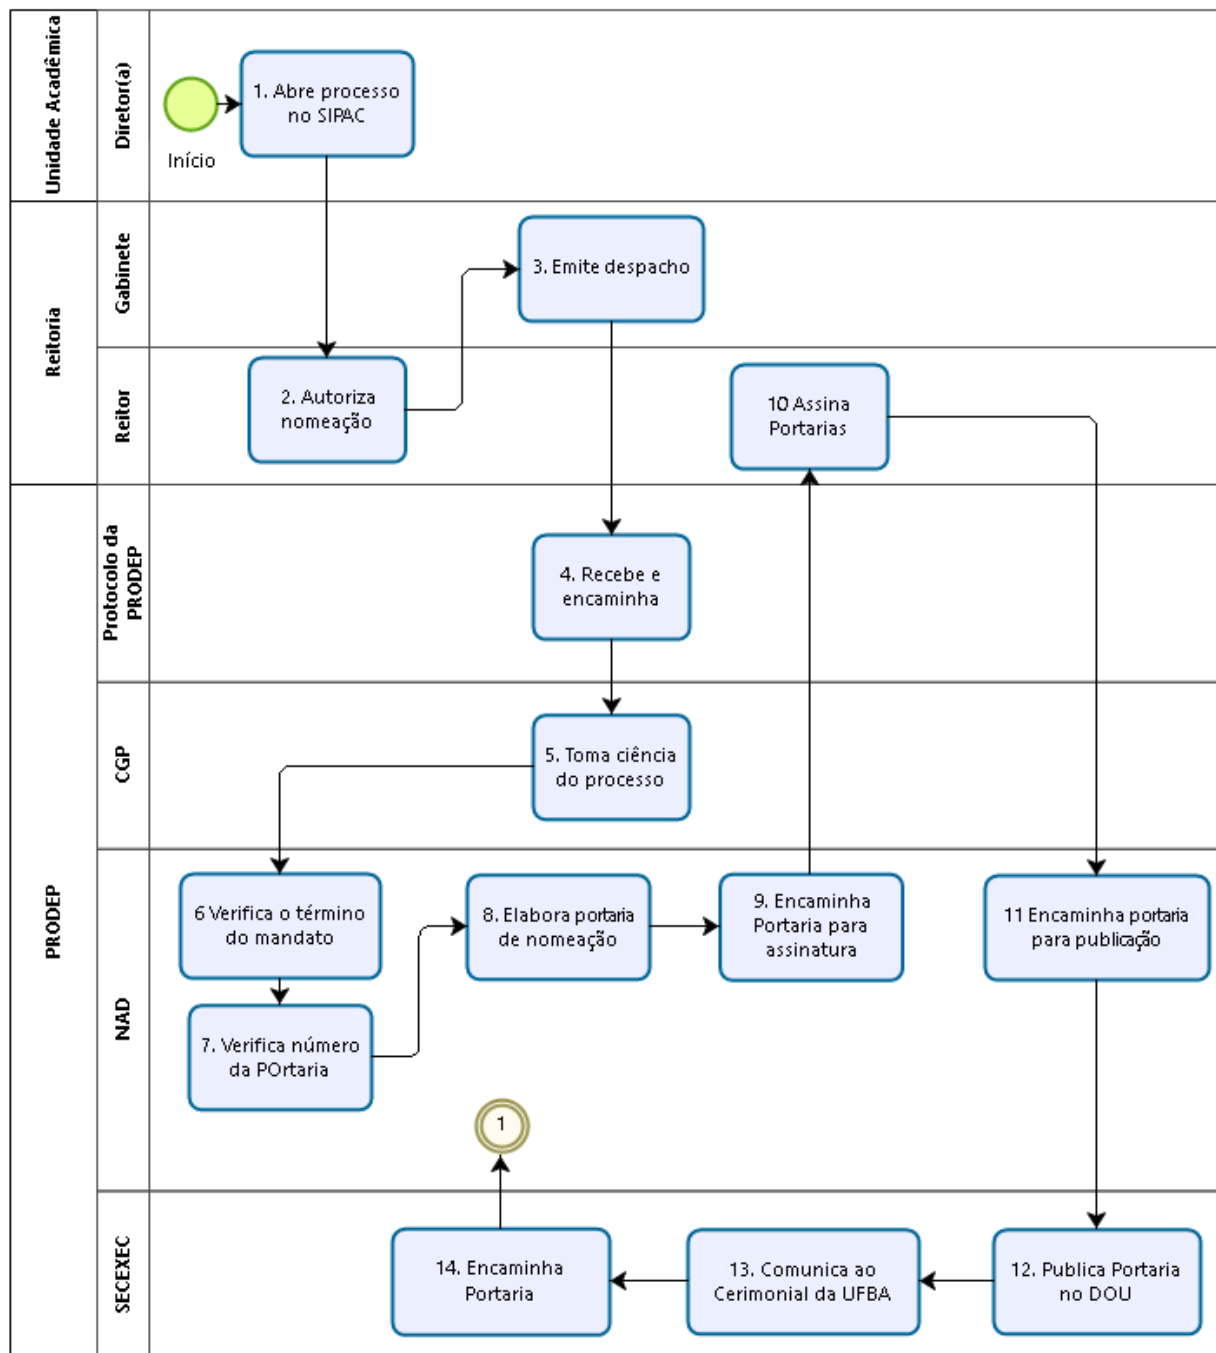 Unidade Acadêmica
Diretor(a)
Início
1. Abre processo
no SIPAC
Reitoria
Gabinete
3. Emite despacho
Reitor
2. Autoriza
nomeação
10 Assina
Portarias
PRODEP
Protocolo da
PRODEP
4. Recebe e
encaminha
CGP
5. Toma ciência
do processo
NAD
6 Verifica o término
do mandato
8. Elabora portaria
de nomeação
9. Encaminha
Portaria para
assinatura
11 Encaminha portaria
para publicação
7. Verifica número
da POrtaria
1
SECEXEC
14. Encaminha
Portaria
13. Comunica ao
Cerimonial da UFBA
12. Publica Portaria
no DOU